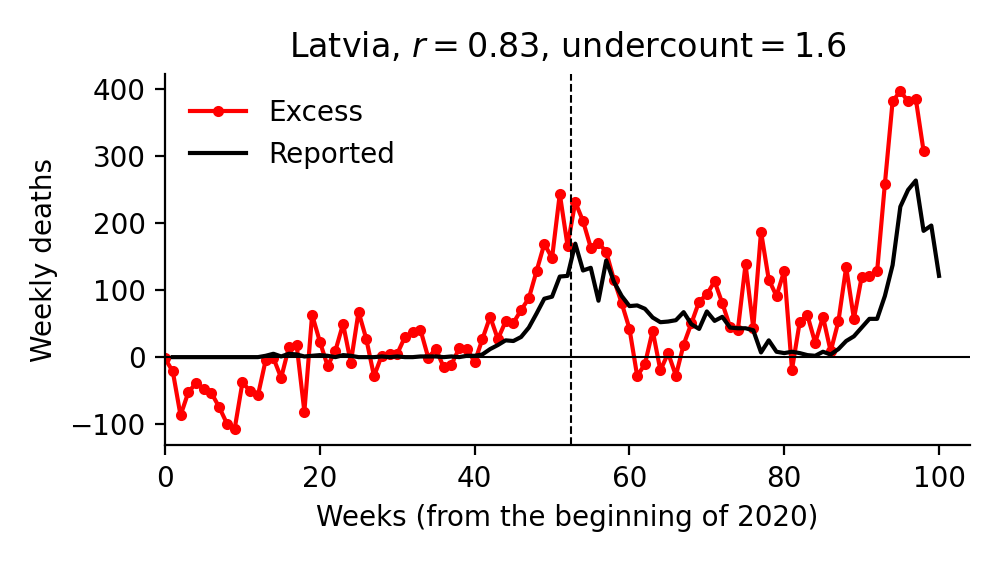 Latvia, r = 0.83, undercount = 1.6
Excess
Reported
Weekly deaths
400
300
200
100
0
−100
0 20 40 60 80 100
Weeks (from the beginning of 2020)